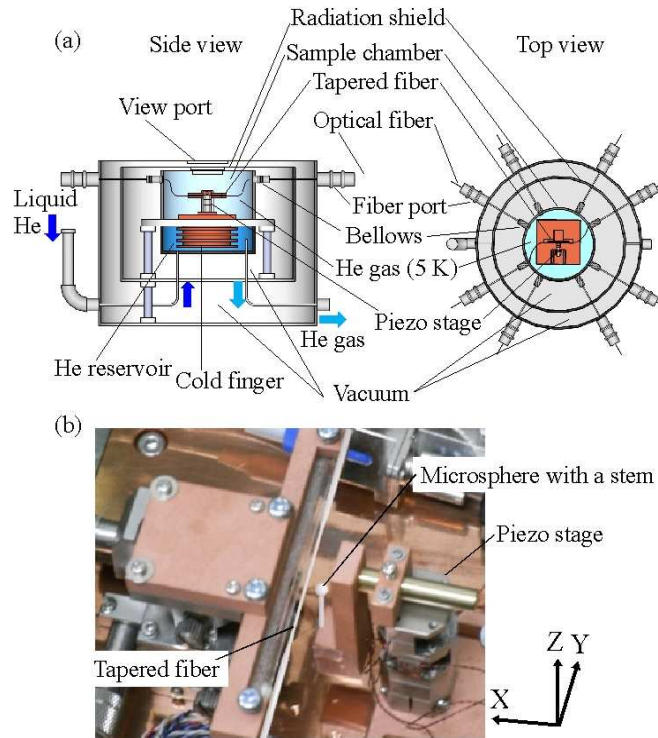 Radiation shield
(a)
Side view
Sample chamber
Top view
Tapered fiber
View port
Optical fiber
Liquid
He
Fiber port
Bellows
He gas (5 K)
Piezo stage
He gas
He reservoir
Cold finger
Vacuum
(b)
Microsphere with a stem
Piezo stage
Tapered fiber
Z
Y
X